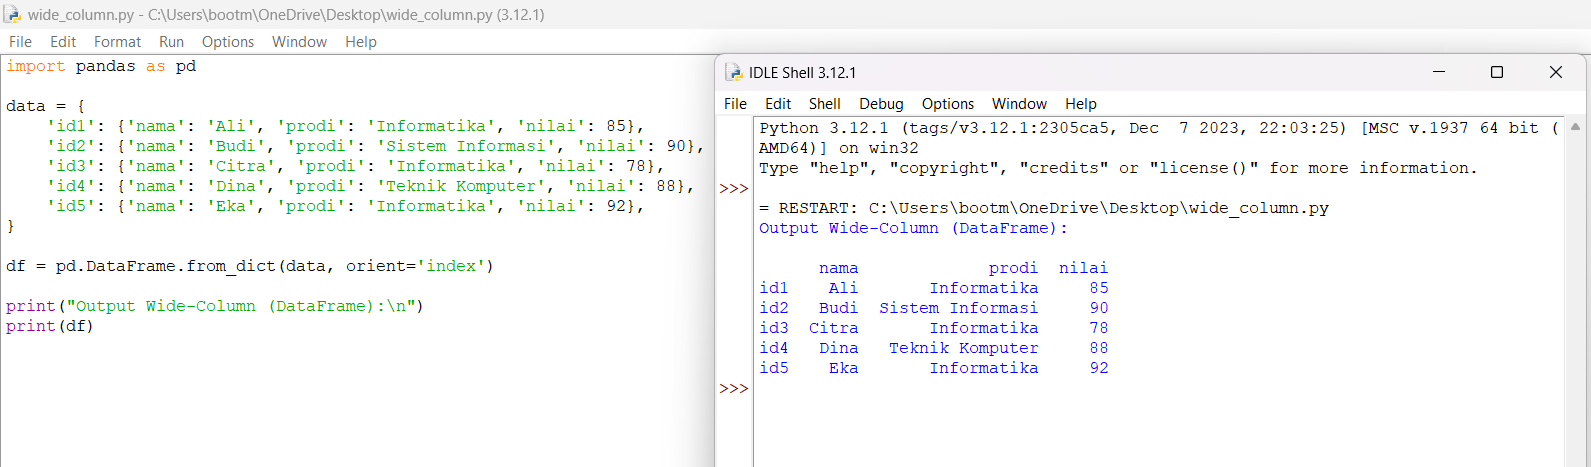 wide_column.py - C:\Users\bootm\OneDrive\Desktop\wide_column.py (3.12.1)
File Edit Format Run Options Window Help
import pandas as pd
data = {
    'id1': {'nama': 'Ali', 'prodi': 'Informatika', 'nilai': 85},
    'id2': {'nama': 'Budi', 'prodi': 'Sistem Informasi', 'nilai': 90},
    'id3': {'nama': 'Citra', 'prodi': 'Informatika', 'nilai': 78},
    'id4': {'nama': 'Dina', 'prodi': 'Teknik Komputer', 'nilai': 88},
    'id5': {'nama': 'Eka', 'prodi': 'Informatika', 'nilai': 92},
}
df = pd.DataFrame.from_dict(data, orient='index')
print("Output Wide-Column (DataFrame):\n")
print(df)
IDLE Shell 3.12.1
File Edit Shell Debug Options Window Help
Python 3.12.1 (tags/v3.12.1:2305ca5, Dec  7 2023, 22:03:25) [MSC v.1937 64 bit (
AMD64)] on win32
Type "help", "copyright", "credits" or "license()" for more information.
>>>
= RESTART: C:\Users\bootm\OneDrive\Desktop\wide_column.py
Output Wide-Column (DataFrame):
      nama             prodi  nilai
id1    Ali       Informatika     85
id2   Budi  Sistem Informasi     90
id3  Citra       Informatika     78
id4   Dina   Teknik Komputer     88
id5    Eka       Informatika     92
>>>